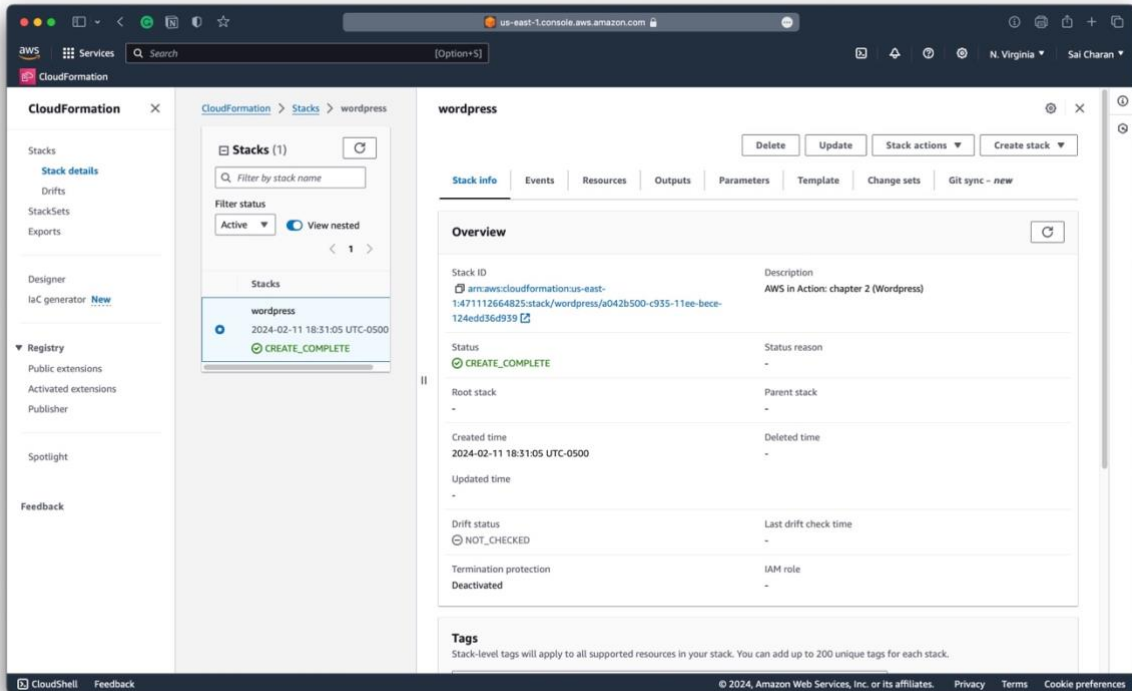 us-east-1.console.aws.amazon.com
aws
Services
Search
[Option+S]
N. Virginia
Sai Charan
CloudFormation
CloudFormation
Stacks
Stack details
Drifts
StackSets
Exports
Designer
IaC generator New
Registry
Public extensions
Activated extensions
Publisher
Spotlight
Feedback
CloudFormation > Stacks > wordpress
Stacks (1)
Filter by stack name
Filter status
Active
View nested
1
Stacks
wordpress
2024-02-11 18:31:05 UTC-0500
CREATE_COMPLETE
wordpress
Delete
Update
Stack actions
Create stack
Stack info
Events
Resources
Outputs
Parameters
Template
Change sets
Git sync - new
Overview
Stack ID
arn:aws:cloudformation:us-east-
1:471112664825:stack/wordpress/a042b500-c935-11ee-bece-
124edd36d939
Description
AWS in Action: chapter 2 (Wordpress)
Status
CREATE_COMPLETE
Status reason
-
Root stack
-
Parent stack
-
Created time
2024-02-11 18:31:05 UTC-0500
Deleted time
-
Updated time
-
Drift status
NOT_CHECKED
Last drift check time
-
Termination protection
Deactivated
IAM role
-
Tags
Stack-level tags will apply to all supported resources in your stack. You can add up to 200 unique tags for each stack.
CloudShell
Feedback
© 2024, Amazon Web Services, Inc. or its affiliates.
Privacy
Terms
Cookie preferences